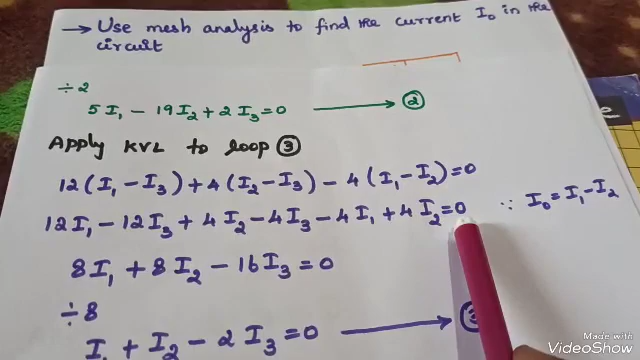 → Use mesh analysis to find the current I₀ in the
circuit
÷2
5I₁ - 19I₂ + 2I₃ = 0 → ②
Apply KVL to loop ③
12(I₁ - I₃) + 4(I₂ - I₃) - 4(I₁ - I₂) = 0
12I₁ - 12I₃ + 4I₂ - 4I₃ - 4I₁ + 4I₂ = 0 ∵ I₀ = I₁ - I₂
8I₁ + 8I₂ - 16I₃ = 0
÷8
I₁ + I₂ - 2I₃ = 0 → ③
Made with
VideoShow